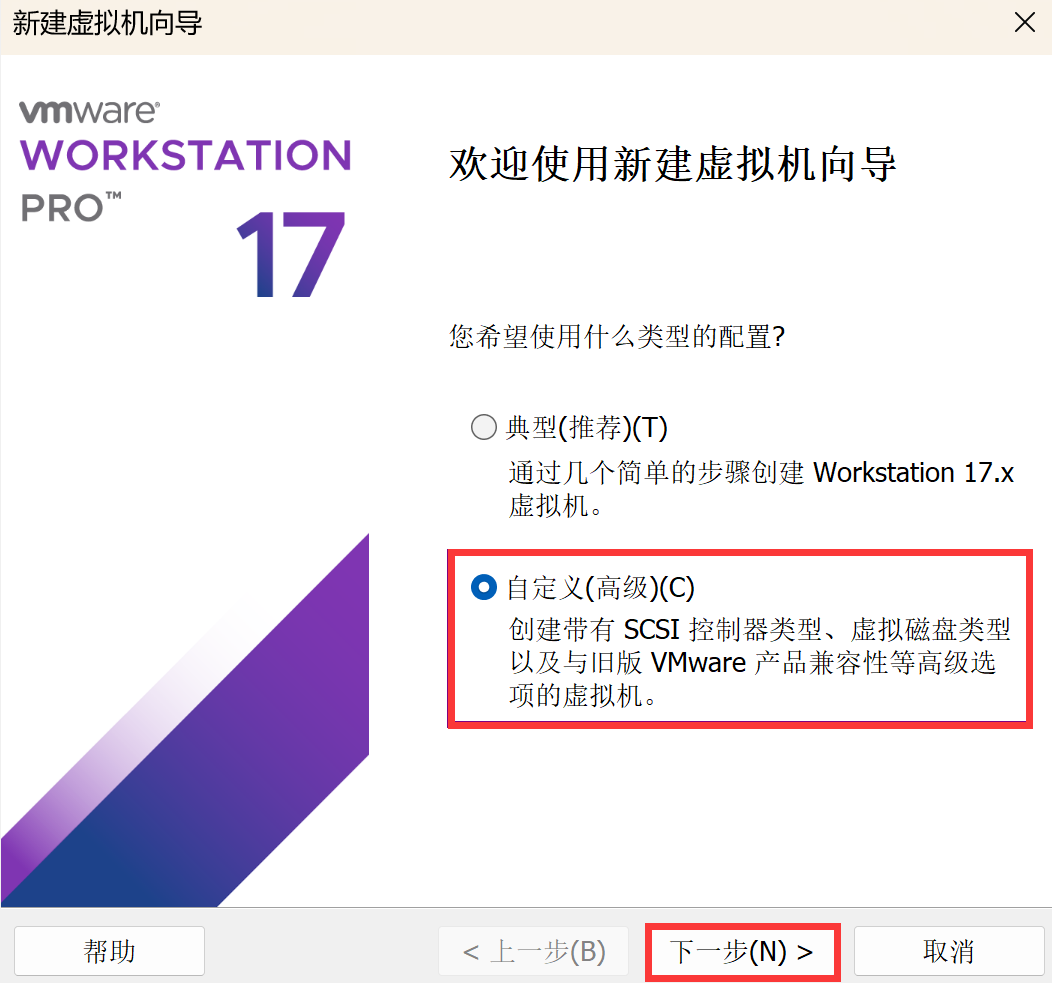 新建虚拟机向导
vmware®
WORKSTATION
PRO™
17
欢迎使用新建虚拟机向导
您希望使用什么类型的配置?
典型(推荐)(T)
通过几个简单的步骤创建 Workstation 17.x
虚拟机。
自定义(高级)(C)
创建带有 SCSI 控制器类型、虚拟磁盘类型
以及与旧版 VMware 产品兼容性等高级选
项的虚拟机。
帮助
< 上一步(B)
下一步(N) >
取消